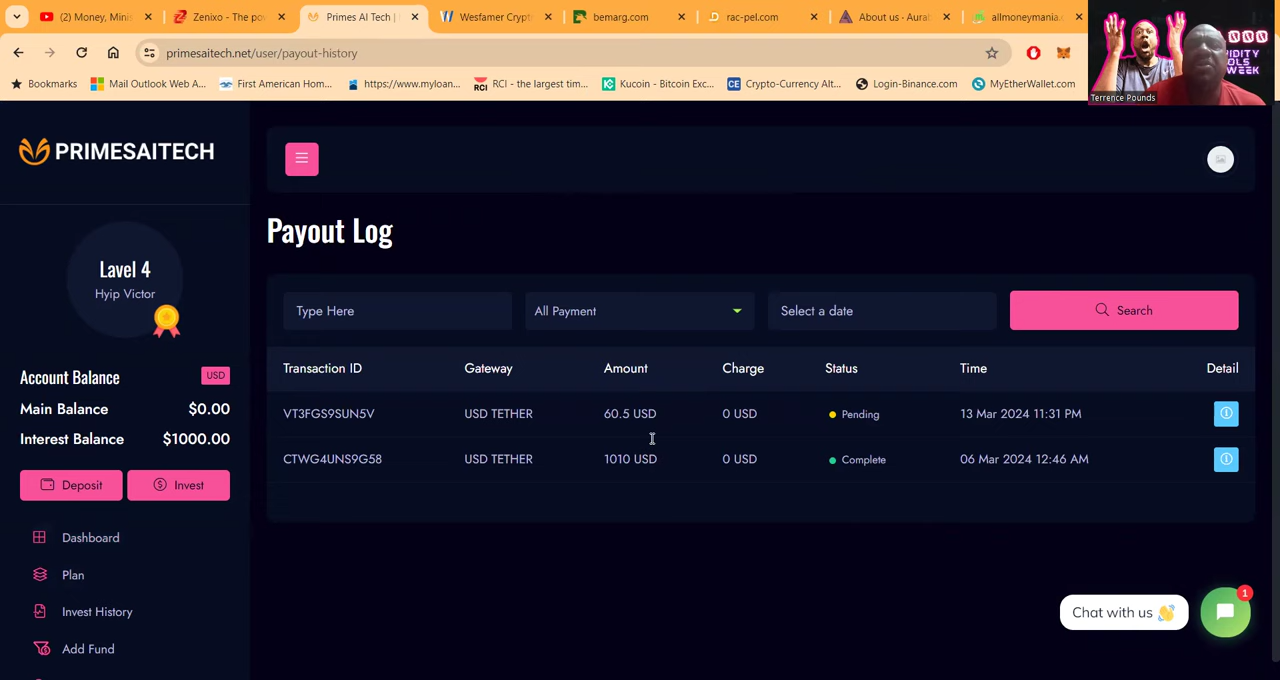 (2) Money, Minis
Zenixo - The pov
Primes AI Tech |
Wesfamer Crypt
bemarg.com
rac-pel.com
About us - Aurat
allmoneymania.
primesaitech.net/user/payout-history
Bookmarks
Mail Outlook Web A...
First American Hom...
https://www.myloan...
RCI - the largest tim...
Kucoin - Bitcoin Exc...
Crypto-Currency Alt...
Login-Binance.com
MyEtherWallet.com
Terrence Pounds
WEEK
PRIMESAITECH
Lavel 4
Hyip Victor
Account Balance USD
Main Balance $0.00
Interest Balance $1000.00
Deposit Invest
Dashboard
Plan
Invest History
Add Fund
Payout Log
Type Here All Payment Select a date Search
Transaction ID Gateway Amount Charge Status Time Detail
VT3FGS9SUN5V USD TETHER 60.5 USD 0 USD Pending 13 Mar 2024 11:31 PM
CTWG4UNS9G58 USD TETHER 1010 USD 0 USD Complete 06 Mar 2024 12:46 AM
Chat with us 👋
1